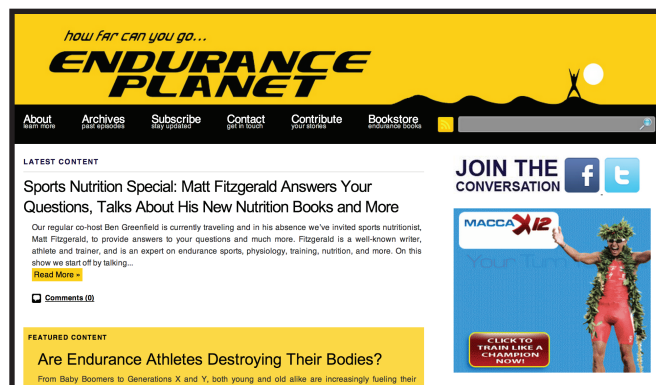 how far can you go...
ENDURANCE
PLANET
About
learn more
Archives
past episodes
Subscribe
stay updated
Contact
get in touch
Contribute
your stories
Bookstore
endurance books
LATEST CONTENT
Sports Nutrition Special: Matt Fitzgerald Answers Your
Questions, Talks About His New Nutrition Books and More
Our regular co-host Ben Greenfield is currently traveling and in his absence we've invited sports nutritionist,
Matt Fitzgerald, to provide answers to your questions and much more. Fitzgerald is a well-known writer,
athlete and trainer, and is an expert on endurance sports, physiology, training, nutrition, and more. On this
show we start off by talking...
Read More »
Comments (0)
FEATURED CONTENT
Are Endurance Athletes Destroying Their Bodies?
From Baby Boomers to Generations X and Y, both young and old alike are increasingly fueling their
JOIN THE
CONVERSATION
f
t
MACCA X12
Your Turn
CLICK TO
TRAIN LIKE A
CHAMPION
NOW!